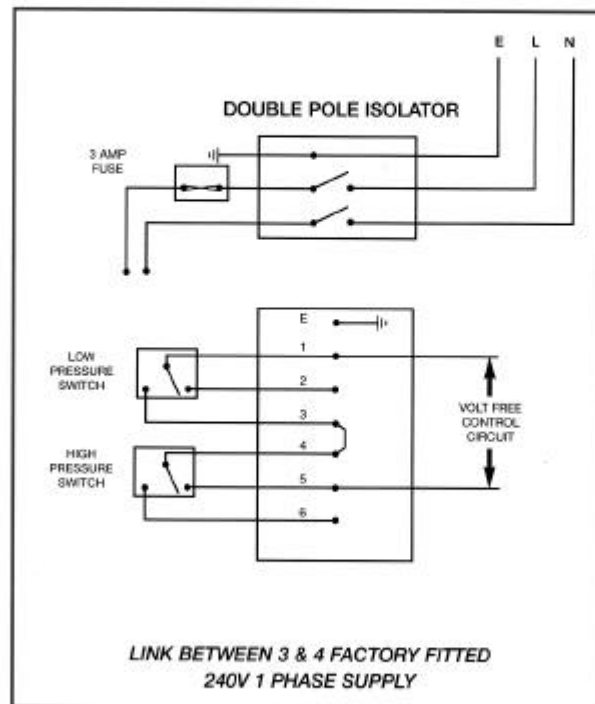 E L N
DOUBLE POLE ISOLATOR
3 AMP
FUSE
E
1
LOW
PRESSURE
SWITCH
2
VOLT FREE
CONTROL
CIRCUIT
3
4
HIGH
PRESSURE
SWITCH
5
6
LINK BETWEEN 3 & 4 FACTORY FITTED
240V 1 PHASE SUPPLY